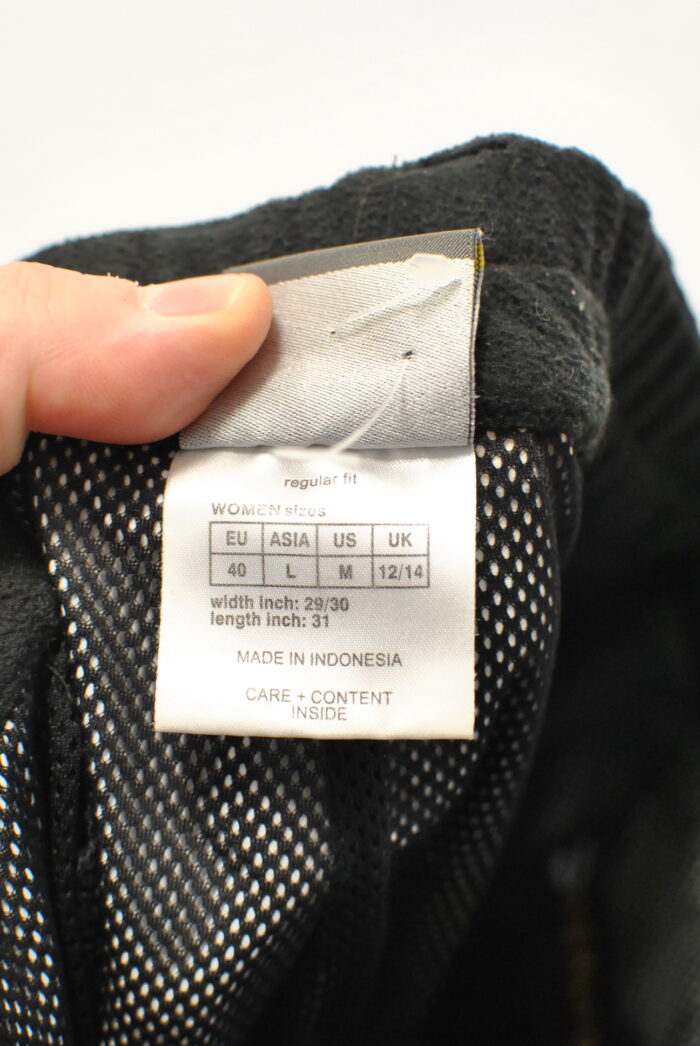 regular fit
WOMEN sizes
EU ASIA US UK
40 L M 12/14
width inch: 29/30
length inch: 31
MADE IN INDONESIA
CARE + CONTENT
INSIDE